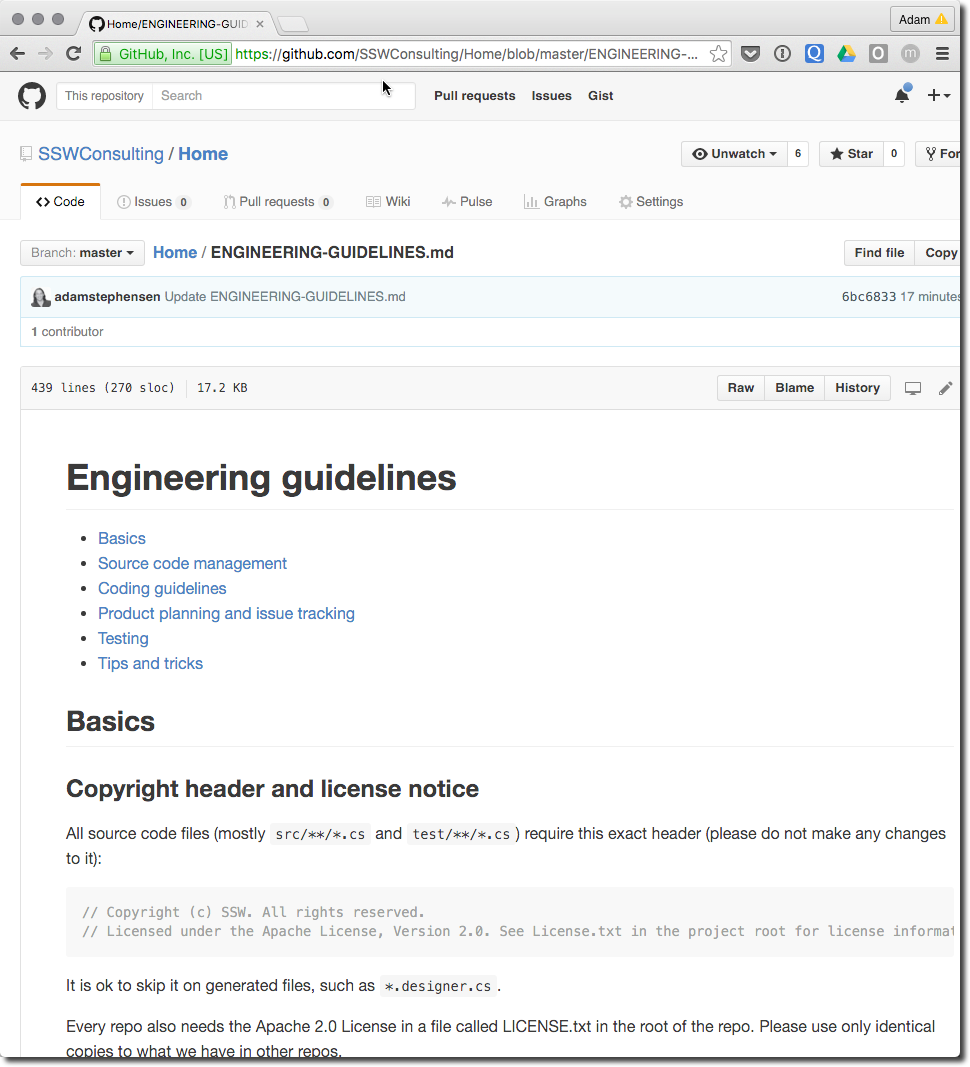 Home/ENGINEERING-GUID
Adam
GitHub, Inc. [US] https://github.com/SSWConsulting/Home/blob/master/ENGINEERING-...
This repository Search Pull requests Issues Gist
SSWConsulting / Home Unwatch 6 Star 0 For
Code Issues 0 Pull requests 0 Wiki Pulse Graphs Settings
Branch: master Home / ENGINEERING-GUIDELINES.md Find file Copy
adamstephensen Update ENGINEERING-GUIDELINES.md 6bc6833 17 minutes
1 contributor
439 lines (270 sloc) 17.2 KB Raw Blame History
Engineering guidelines
• Basics
• Source code management
• Coding guidelines
• Product planning and issue tracking
• Testing
• Tips and tricks
Basics
Copyright header and license notice
All source code files (mostly src/**/*.cs and test/**/*.cs) require this exact header (please do not make any changes
to it):
// Copyright (c) SSW. All rights reserved.
// Licensed under the Apache License, Version 2.0. See License.txt in the project root for license informat
It is ok to skip it on generated files, such as *.designer.cs.
Every repo also needs the Apache 2.0 License in a file called LICENSE.txt in the root of the repo. Please use only identical
copies to what we have in other repos.